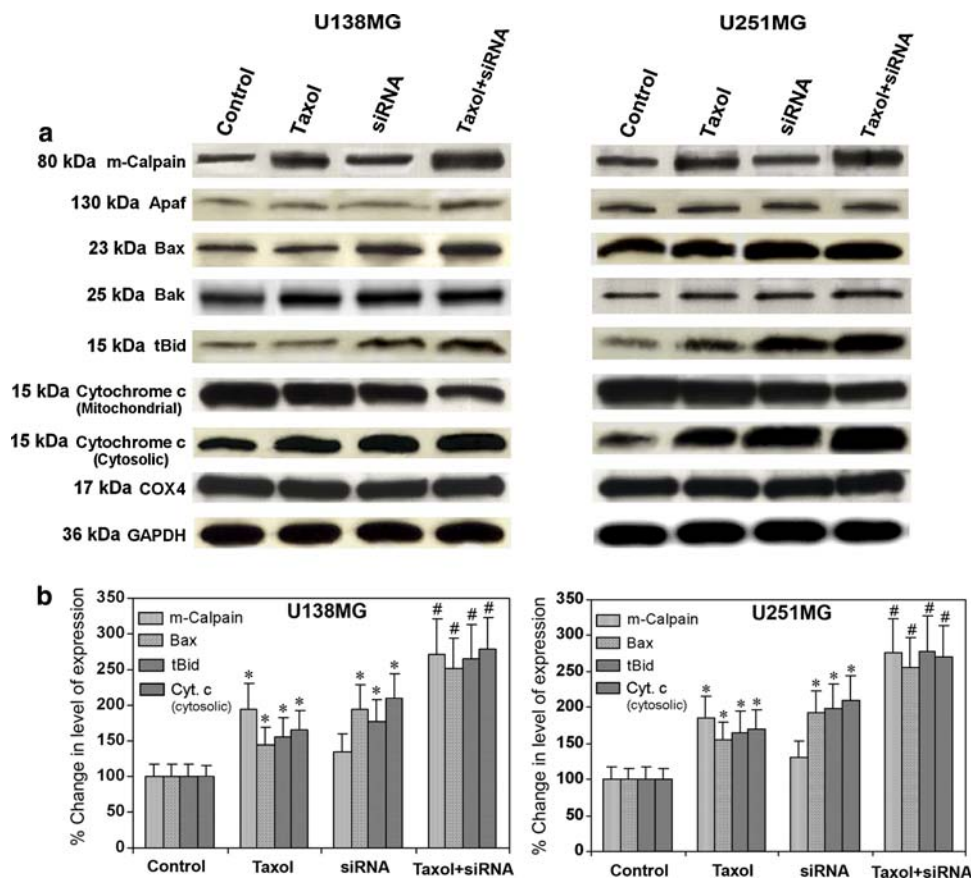 U138MG
U251MG
Control Taxol siRNA Taxol+siRNA
Control Taxol siRNA Taxol+siRNA
a
80 kDa m-Calpain
130 kDa Apaf
23 kDa Bax
25 kDa Bak
15 kDa tBid
15 kDa Cytochrome c
(Mitochondrial)
15 kDa Cytochrome c
(Cytosolic)
17 kDa COX4
36 kDa GAPDH
b
% Change in level of expression
350
300
250
200
150
100
50
0
U138MG
m-Calpain
Bax
tBid
Cyt. c
(cytosolic)
* * * *
* * *
# # # #
Control Taxol siRNA Taxol+siRNA
% Change in level of expression
350
300
250
200
150
100
50
0
U251MG
m-Calpain
Bax
tBid
Cyt. c
(cytosolic)
* * * *
* * *
# # # #
Control Taxol siRNA Taxol+siRNA